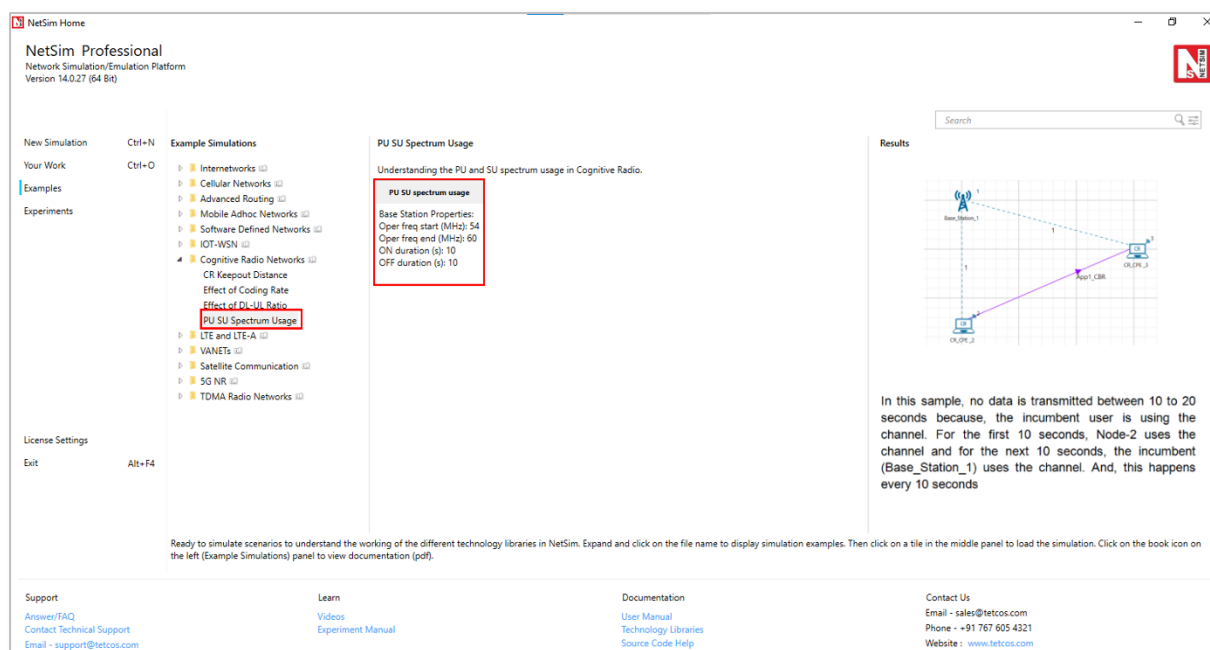 NetSim Home
NetSim Professional
Network Simulation/Emulation Platform
Version 14.0.27 (64 Bit)
NETSIM
Search
New Simulation Ctrl+N
Your Work Ctrl+O
Examples
Experiments
License Settings
Exit Alt+F4
Example Simulations
Internetworks
Cellular Networks
Advanced Routing
Mobile Adhoc Networks
Software Defined Networks
IOT-WSN
Cognitive Radio Networks
CR Keepout Distance
Effect of Coding Rate
Effect of DL-UL Ratio
PU SU Spectrum Usage
LTE and LTE-A
VANETs
Satellite Communication
5G NR
TDMA Radio Networks
PU SU Spectrum Usage
Understanding the PU and SU spectrum usage in Cognitive Radio.
PU SU spectrum usage
Base Station Properties:
Oper freq start (MHz): 54
Oper freq end (MHz): 60
ON duration (s): 10
OFF duration (s): 10
Results
1
Base_Station_1
1
3
CR
CR_CPE_3
1
App1_CBR
2
CR
CR_CPE_2
In this sample, no data is transmitted between 10 to 20
seconds because, the incumbent user is using the
channel. For the first 10 seconds, Node-2 uses the
channel and for the next 10 seconds, the incumbent
(Base_Station_1) uses the channel. And, this happens
every 10 seconds
Ready to simulate scenarios to understand the working of the different technology libraries in NetSim. Expand and click on the file name to display simulation examples. Then click on a tile in the middle panel to load the simulation. Click on the book icon on
the left (Example Simulations) panel to view documentation (pdf).
Support
Answer/FAQ
Contact Technical Support
Email - support@tetcos.com
Learn
Videos
Experiment Manual
Documentation
User Manual
Technology Libraries
Source Code Help
Contact Us
Email - sales@tetcos.com
Phone - +91 767 605 4321
Website : www.tetcos.com